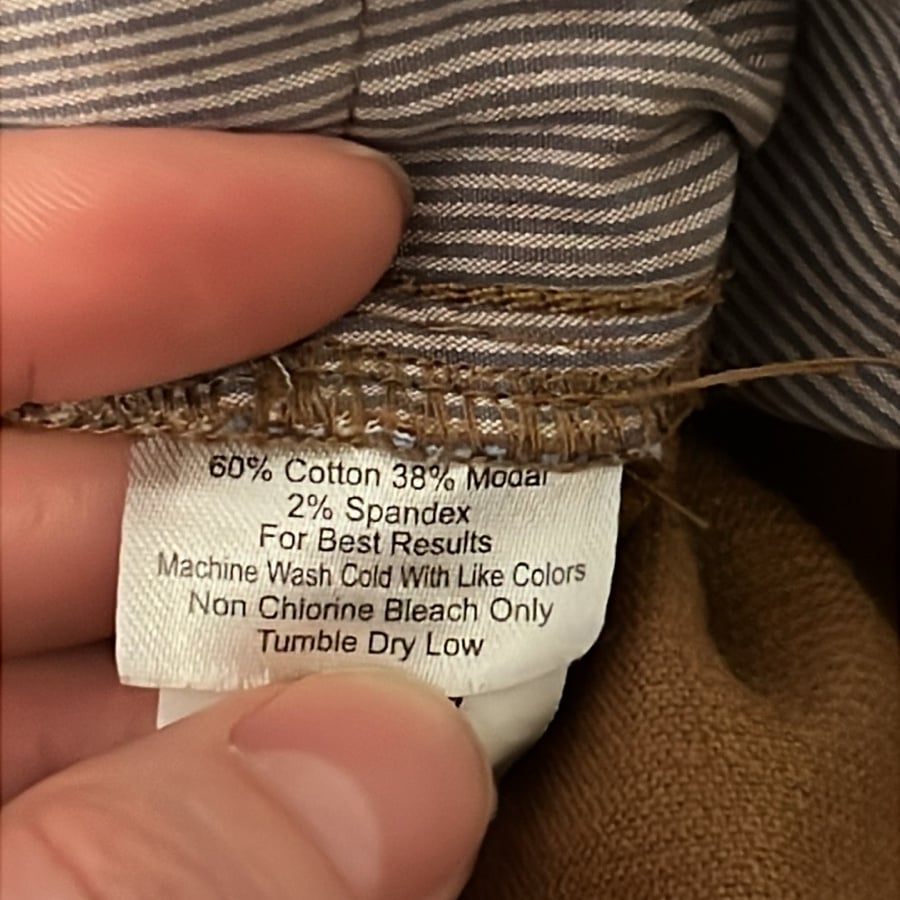 60% Cotton 38% Modal
2% Spandex
For Best Results
Machine Wash Cold With Like Colors
Non Chlorine Bleach Only
Tumble Dry Low